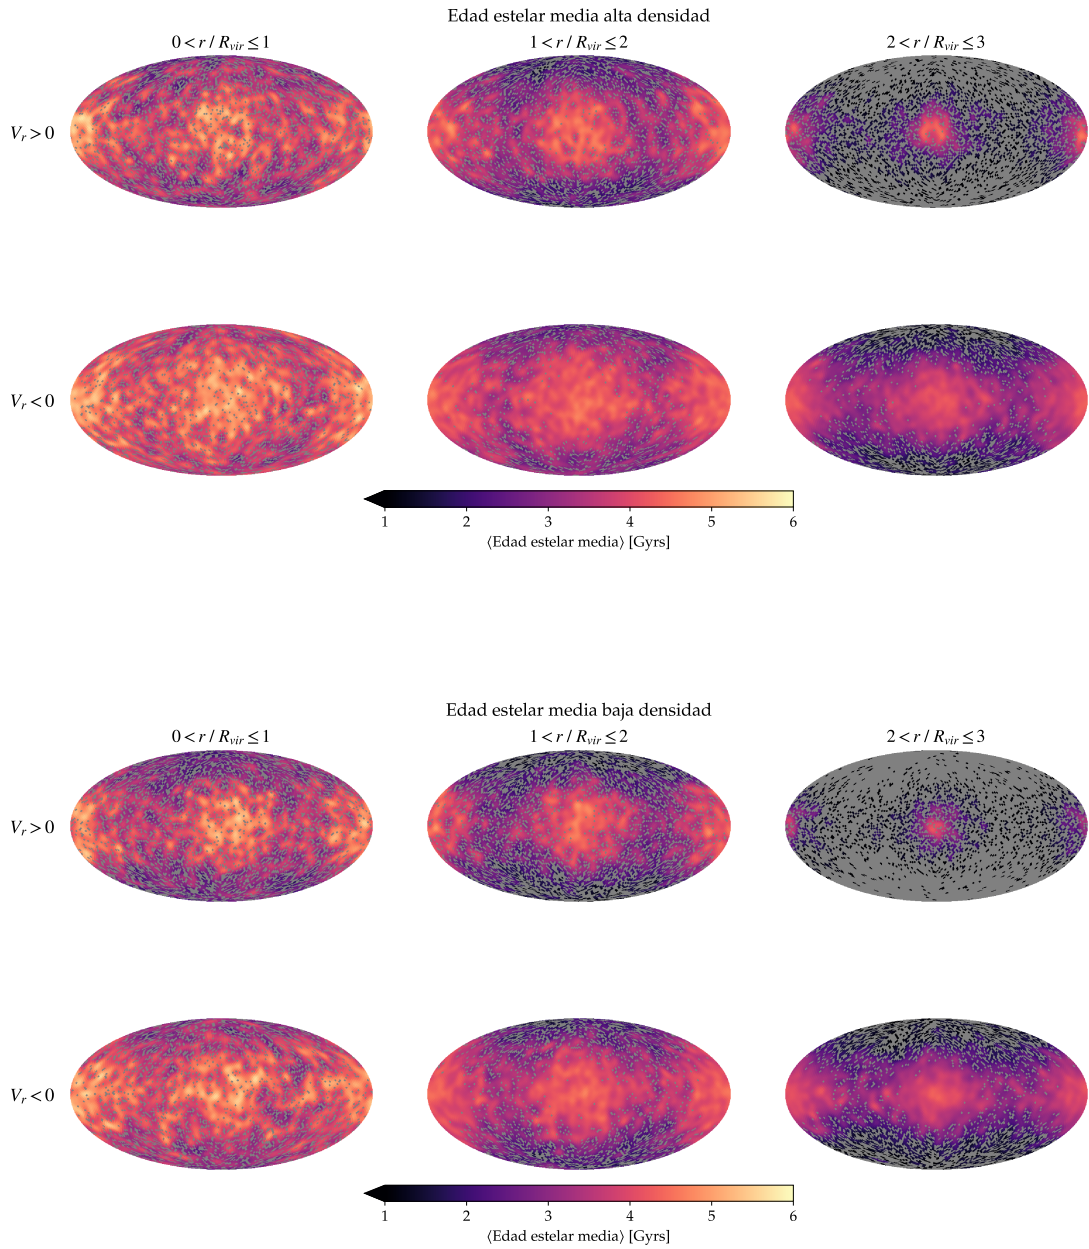 Edad estelar media alta densidad
0 < r / R_vir ≤ 1
1 < r / R_vir ≤ 2
2 < r / R_vir ≤ 3
V_r > 0
V_r < 0
1 2 3 4 5 6
⟨Edad estelar media⟩ [Gyrs]
Edad estelar media baja densidad
0 < r / R_vir ≤ 1
1 < r / R_vir ≤ 2
2 < r / R_vir ≤ 3
V_r > 0
V_r < 0
1 2 3 4 5 6
⟨Edad estelar media⟩ [Gyrs]